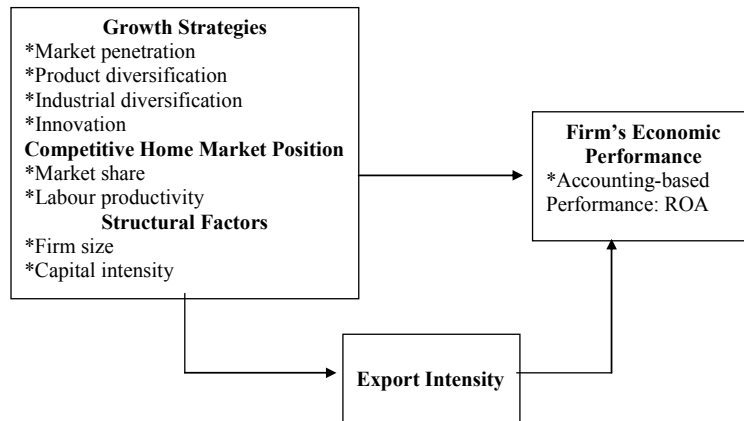 Growth Strategies
*Market penetration
*Product diversification
*Industrial diversification
*Innovation
Competitive Home Market Position
*Market share
*Labour productivity
Structural Factors
*Firm size
*Capital intensity
Firm’s Economic
Performance
*Accounting-based
Performance: ROA
Export Intensity